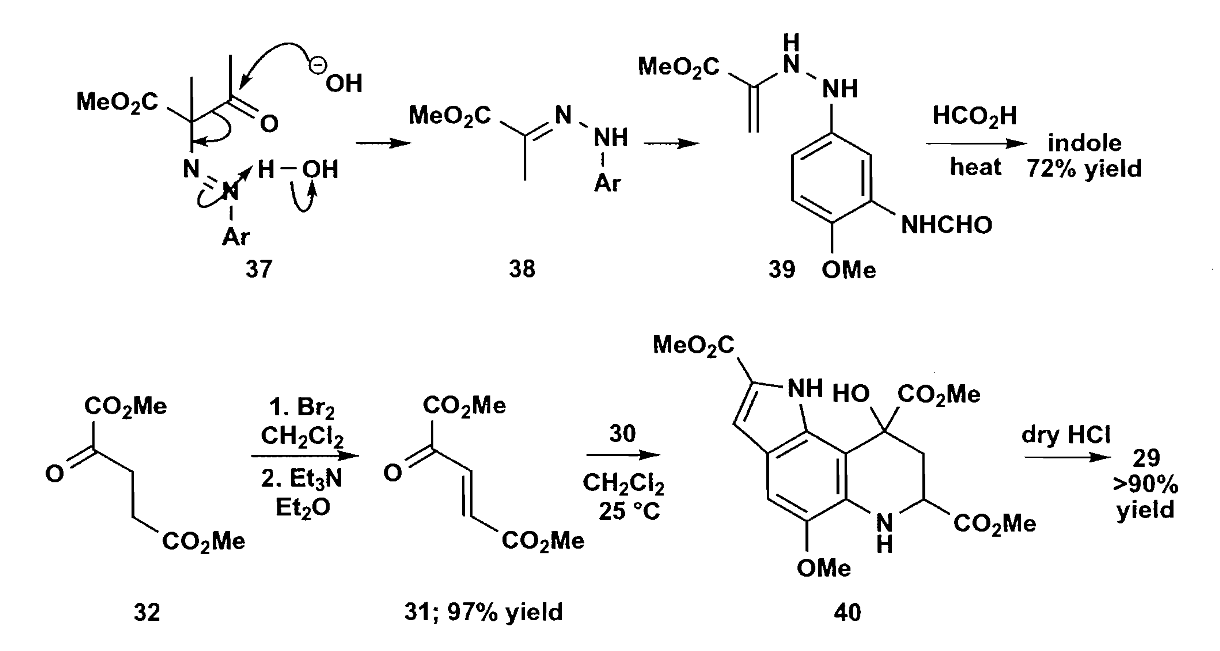 MeO₂C
O
⊖OH
N
N
H–OH
Ar
37
MeO₂C
N
NH
Ar
38
MeO₂C
H
N
NH
NHCHO
OMe
39
HCO₂H
heat
indole
72% yield
CO₂Me
O
CO₂Me
32
1. Br₂
CH₂Cl₂
2. Et₃N
Et₂O
CO₂Me
O
CO₂Me
31; 97% yield
30
CH₂Cl₂
25 °C
MeO₂C
NH
HO
CO₂Me
N
H
CO₂Me
OMe
40
dry HCl
29
>90%
yield